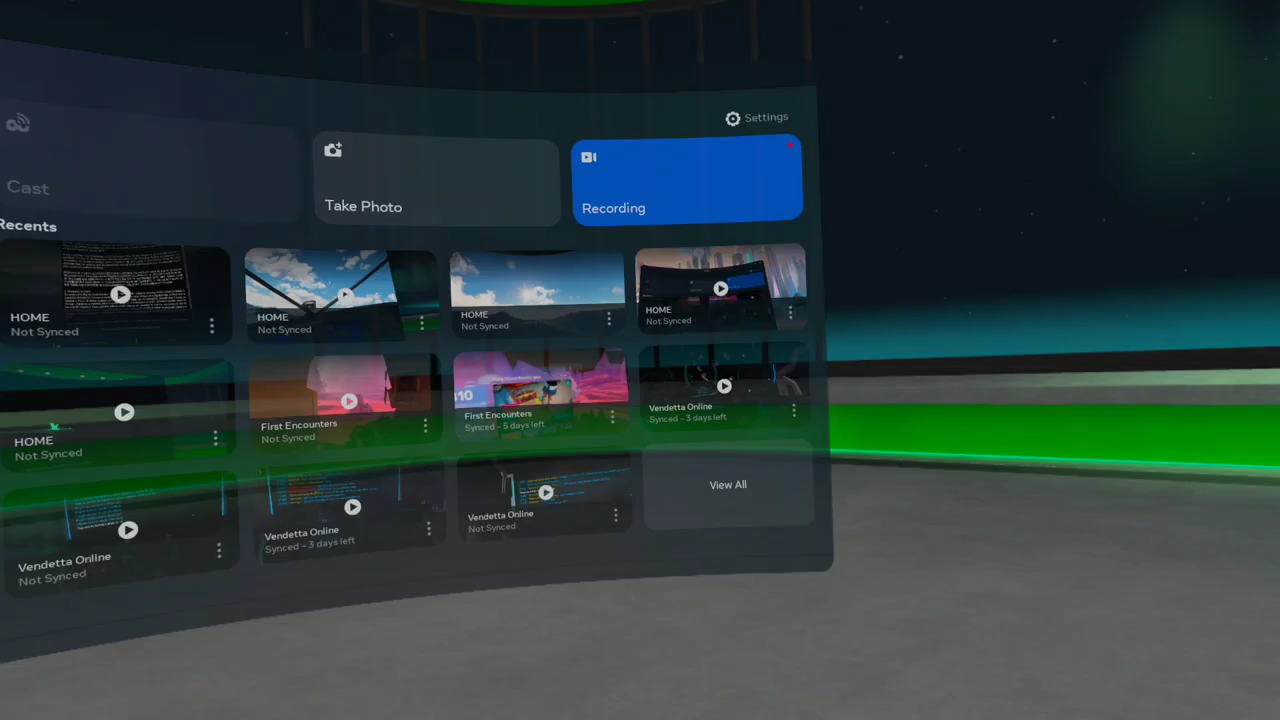 Settings
Cast
Take Photo
Recording
Recents
HOME
Not Synced
HOME
Not Synced
HOME
Not Synced
HOME
Not Synced
HOME
Not Synced
First Encounters
Not Synced
$10
First Encounters
Synced – 5 days left
Vendetta Online
Synced – 3 days left
Vendetta Online
Not Synced
Vendetta Online
Synced – 3 days left
Vendetta Online
Not Synced
View All